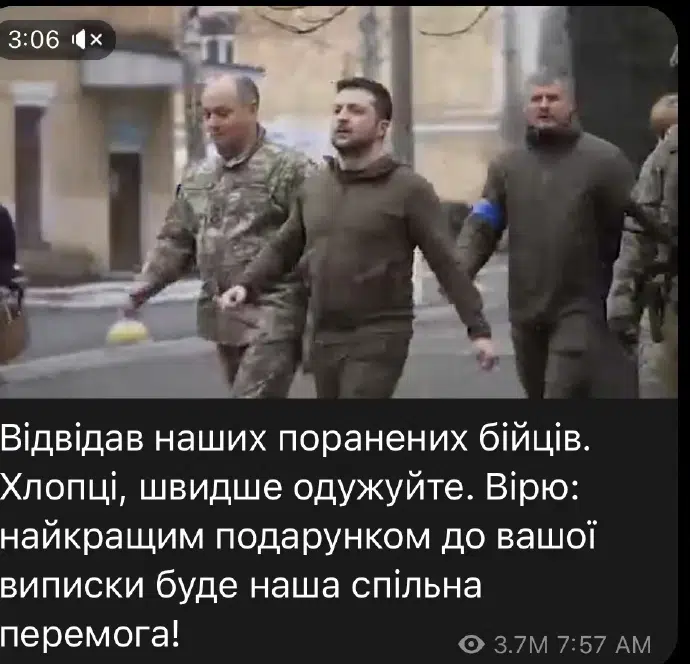 3:06
Відвідав наших поранених бійців.
Хлопці, швидше одужуйте. Вірю:
найкращим подарунком до вашої
виписки буде наша спільна
перемога!
3.7M 7:57 AM